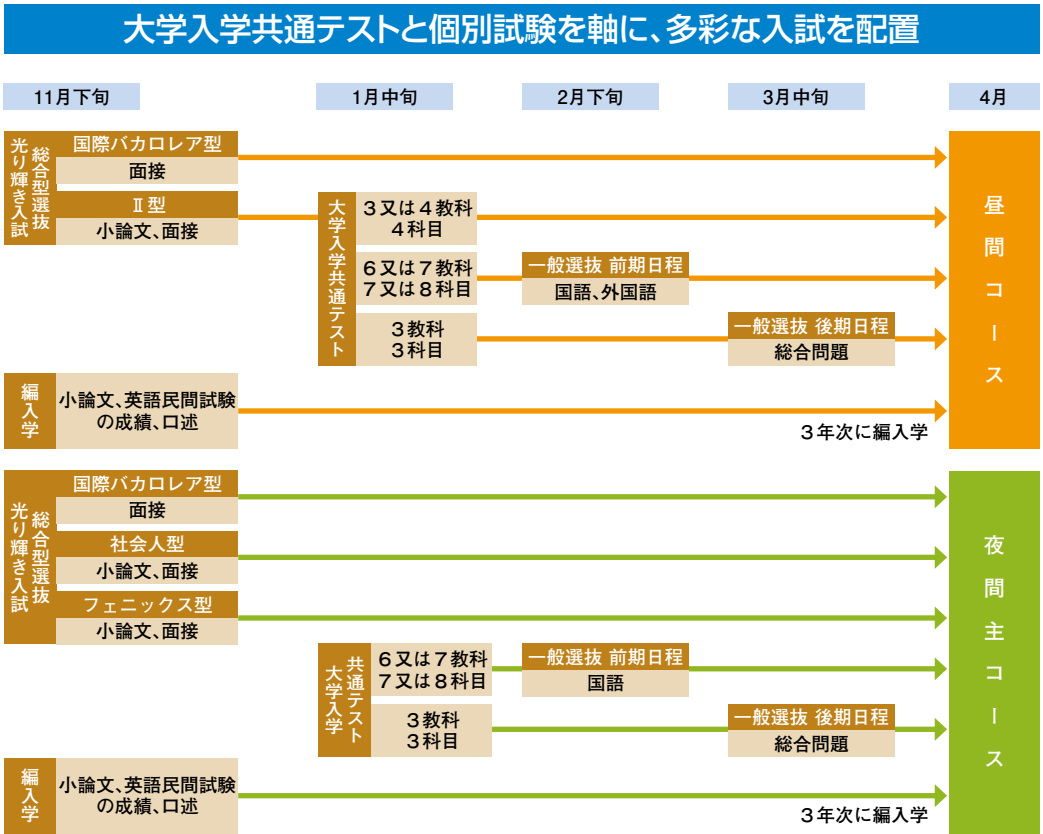 大学入学共通テストと個別試験を軸に、多彩な入試を配置
11月下旬
1月中旬
2月下旬
3月中旬
4月
総合型選抜
光り輝き入試
国際バカロレア型
面接
Ⅱ型
小論文、面接
大学入学共通テスト
3又は4教科
4科目
6又は7教科
7又は8科目
一般選抜 前期日程
国語、外国語
3教科
3科目
一般選抜 後期日程
総合問題
編入学
小論文、英語民間試験
の成績、口述
3年次に編入学
昼間コース
総合型選抜
光り輝き入試
国際バカロレア型
面接
社会人型
小論文、面接
フェニックス型
小論文、面接
大学入学
共通テスト
6又は7教科
7又は8科目
一般選抜 前期日程
国語
3教科
3科目
一般選抜 後期日程
総合問題
編入学
小論文、英語民間試験
の成績、口述
3年次に編入学
夜間主コース